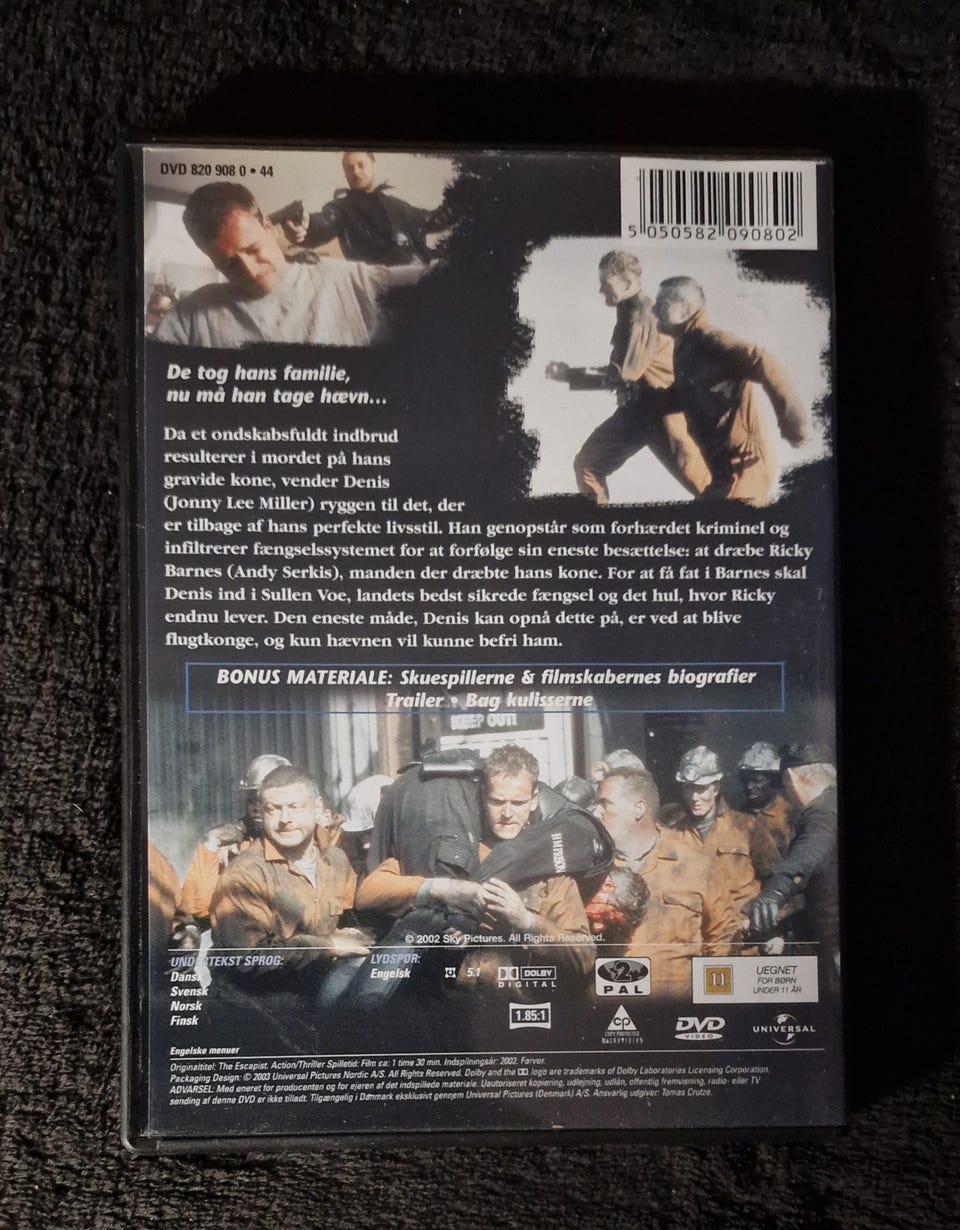 DVD 820 908 0 • 44
5 050582 090802
De tog hans familie,
nu må han tage hævn...
Da et ondskabsfuldt indbrud
resulterer i mordet på hans
gravide kone, vender Denis
(Jonny Lee Miller) ryggen til det, der
er tilbage af hans perfekte livsstil. Han genopstår som forhærdet kriminel og
infiltrerer fængselssystemet for at forfølge sin eneste besættelse: at dræbe Ricky
Barnes (Andy Serkis), manden der dræbte hans kone. For at få fat i Barnes skal
Denis ind i Sullen Voe, landets bedst sikrede fængsel og det hul, hvor Ricky
endnu lever. Den eneste måde, Denis kan opnå dette på, er ved at blive
flugtkonge, og kun hævnen vil kunne befri ham.
BONUS MATERIALE: Skuespillerne & filmskabernes biografier
Trailer • Bag kulisserne
KEEP OUT!
H M PRISON
© 2002 Sky Pictures. All Rights Reserved.
UNDERTEKST SPROG:
Dansk
Svensk
Norsk
Finsk
LYDSPOR:
Engelsk
5.1
DOLBY
DIGITAL
1.85:1
2
PAL
CP
COPY PROTECTED
MACROVISION
11
UEGNET
FOR BØRN
UNDER 11 ÅR
DVD
VIDEO
UNIVERSAL
Engelske menuer
Originaltitel: The Escapist. Action/Thriller Spilletid: Film ca: 1 time 30 min. Indspilningsår: 2002. Farver.
Packaging Design: © 2003 Universal Pictures Nordic A/S. All Rights Reserved. Dolby and the DD logo are trademarks of Dolby Laboratories Licensing Corporation.
ADVARSEL: Med eneret for producenten og for ejeren af det indspillede materiale. Uautoriseret kopiering, udlejning, udlån, offentlig fremvisning, radio- eller TV
sending af denne DVD er ikke tilladt. Tilgængelig i Danmark eksklusivt gennem Universal Pictures (Denmark) A/S. Ansvarlig udgiver: Tomas Crutze.